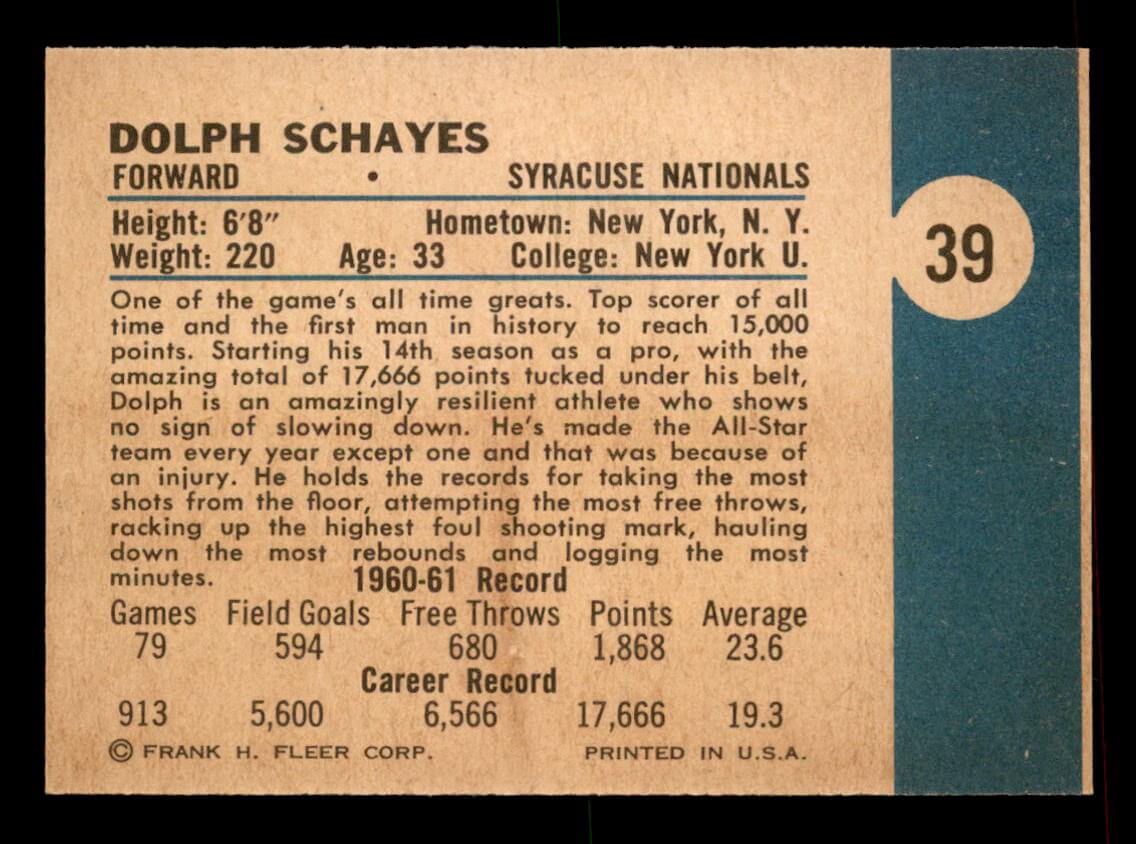 DOLPH SCHAYES
FORWARD • SYRACUSE NATIONALS
Height: 6'8" Hometown: New York, N. Y.
Weight: 220 Age: 33 College: New York U.
39
One of the game's all time greats. Top scorer of all
time and the first man in history to reach 15,000
points. Starting his 14th season as a pro, with the
amazing total of 17,666 points tucked under his belt,
Dolph is an amazingly resilient athlete who shows
no sign of slowing down. He's made the All-Star
team every year except one and that was because of
an injury. He holds the records for taking the most
shots from the floor, attempting the most free throws,
racking up the highest foul shooting mark, hauling
down the most rebounds and logging the most
minutes. 1960-61 Record
Games Field Goals Free Throws Points Average
79 594 680 1,868 23.6
Career Record
913 5,600 6,566 17,666 19.3
© FRANK H. FLEER CORP. PRINTED IN U.S.A.